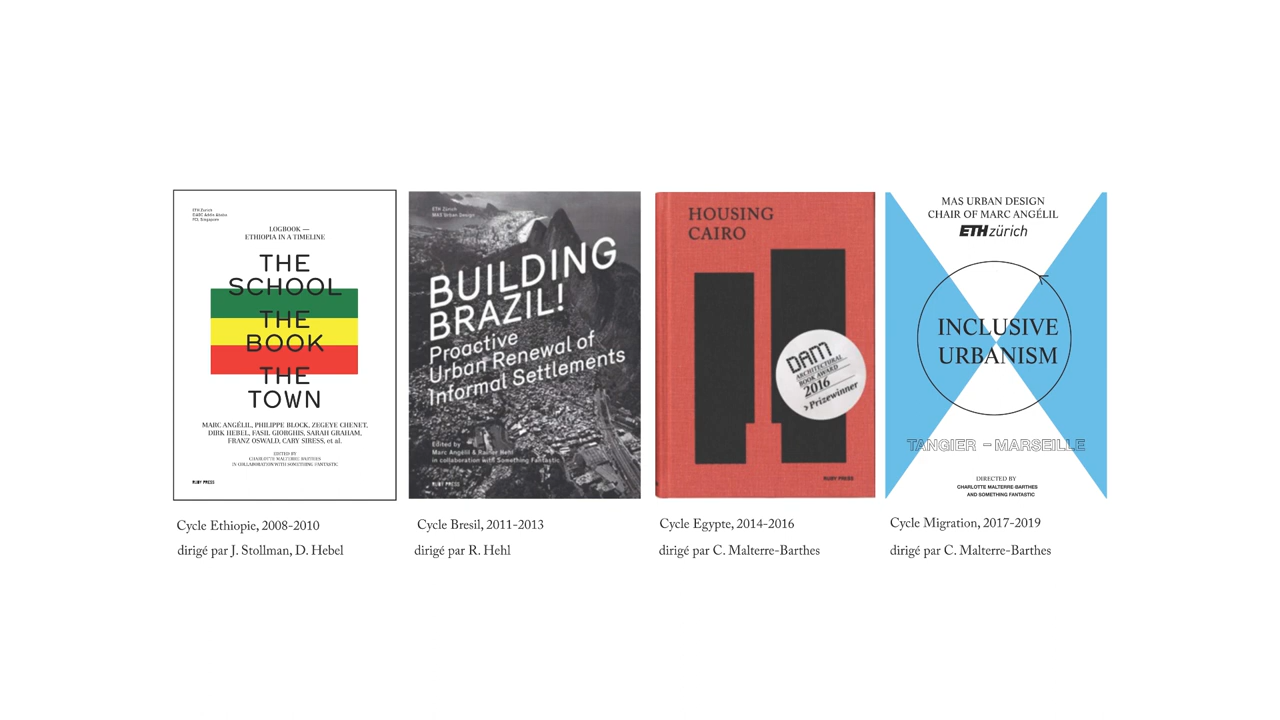 ETH Zurich
EiABC Addis Ababa
FCL Singapore
LOGBOOK —
ETHIOPIA IN A TIMELINE
THE
SCHOOL
THE
BOOK
THE
TOWN
MARC ANGÉLIL, PHILIPPE BLOCK, ZEGEYE CHENET,
DIRK HEBEL, FASIL GIORGHIS, SARAH GRAHAM,
FRANZ OSWALD, CARY SIRESS, et al.
EDITED BY
CHARLOTTE MALTERRE BARTHES
IN COLLABORATION WITH SOMETHING FANTASTIC
RUBY PRESS
Cycle Ethiopie, 2008-2010
dirigé par J. Stollman, D. Hebel
ETH Zürich
MAS Urban Design
BUILDING
BRAZIL!
Proactive
Urban Renewal of
Informal Settlements
Edited by
Marc Angélil & Rainer Hehl
in collaboration with Something Fantastic
RUBY PRESS
Cycle Bresil, 2011-2013
dirigé par R. Hehl
HOUSING
CAIRO
DAM
ARCHITECTURAL
BOOK AWARD
2016
>Prizewinner
RUBY PRESS
Cycle Egypte, 2014-2016
dirigé par C. Malterre-Barthes
MAS URBAN DESIGN
CHAIR OF MARC ANGÉLIL
ETH zürich
INCLUSIVE
URBANISM
TANGIER – MARSEILLE
DIRECTED BY
CHARLOTTE MALTERRE-BARTHES
AND SOMETHING FANTASTIC
Cycle Migration, 2017-2019
dirigé par C. Malterre-Barthes